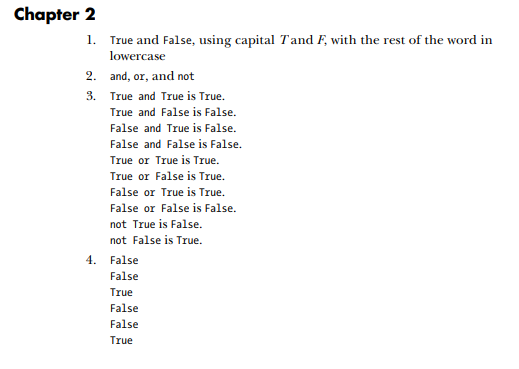 Chapter 2
1. True and False, using capital T and F, with the rest of the word in
lowercase
2. and, or, and not
3. True and True is True.
True and False is False.
False and True is False.
False and False is False.
True or True is True.
True or False is True.
False or True is True.
False or False is False.
not True is False.
not False is True.
4. False
False
True
False
False
True